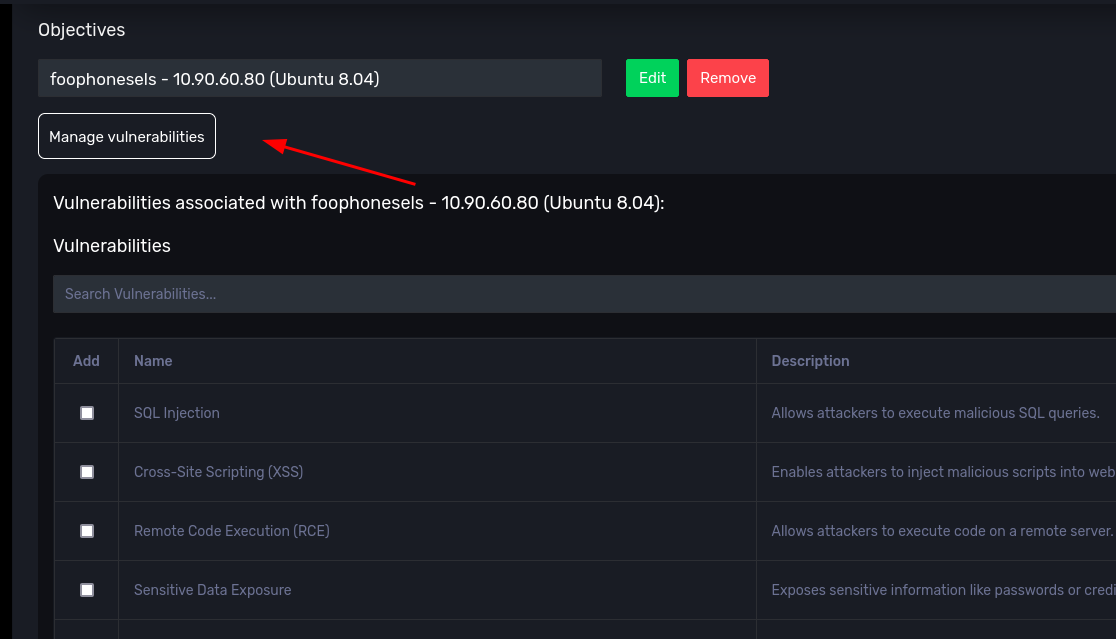 Objectives
foophonesels - 10.90.60.80 (Ubuntu 8.04) Edit Remove
Manage vulnerabilities
Vulnerabilities associated with foophonesels - 10.90.60.80 (Ubuntu 8.04):
Vulnerabilities
Search Vulnerabilities...
Add Name Description
SQL Injection Allows attackers to execute malicious SQL queries.
Cross-Site Scripting (XSS) Enables attackers to inject malicious scripts into web
Remote Code Execution (RCE) Allows attackers to execute code on a remote server.
Sensitive Data Exposure Exposes sensitive information like passwords or credi